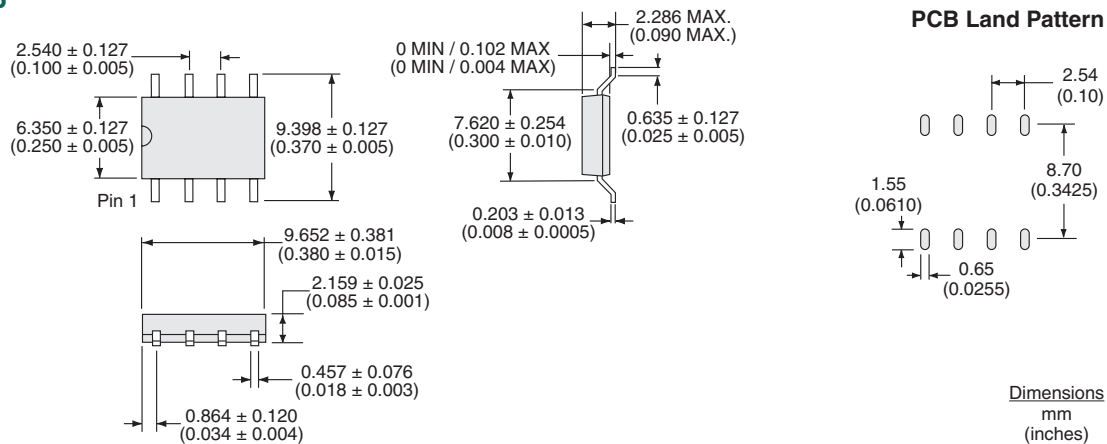 2.540 ± 0.127
(0.100 ± 0.005)
6.350 ± 0.127
(0.250 ± 0.005)
9.398 ± 0.127
(0.370 ± 0.005)
Pin 1
9.652 ± 0.381
(0.380 ± 0.015)
2.159 ± 0.025
(0.085 ± 0.001)
0.457 ± 0.076
(0.018 ± 0.003)
0.864 ± 0.120
(0.034 ± 0.004)
2.286 MAX.
(0.090 MAX.)
0 MIN / 0.102 MAX
(0 MIN / 0.004 MAX)
7.620 ± 0.254
(0.300 ± 0.010)
0.635 ± 0.127
(0.025 ± 0.005)
0.203 ± 0.013
(0.008 ± 0.0005)
PCB Land Pattern
2.54
(0.10)
8.70
(0.3425)
1.55
(0.0610)
0.65
(0.0255)
Dimensions
mm
(inches)